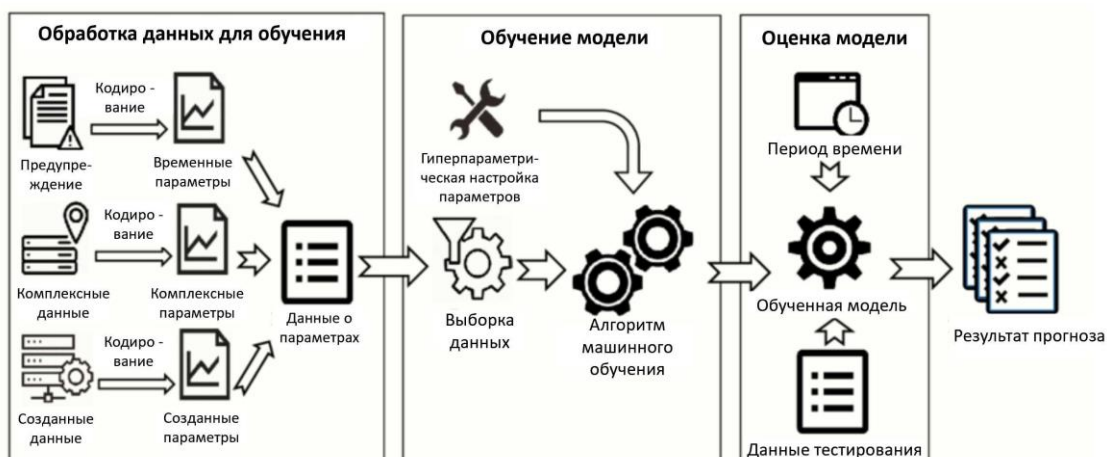 Обработка данных для обучения
Кодиро -
вание
Предупре-
ждение
Временные
параметры
Кодиро -
вание
Комплексные
данные
Комплексные
параметры
Кодиро -
вание
Созданные
данные
Созданные
параметры
Данные о
параметрах
Обучение модели
Гиперпараметри-
ческая настройка
параметров
Выборка
данных
Алгоритм
машинного
обучения
Оценка модели
Период времени
Обученная модель
Данные тестирования
Результат прогноза